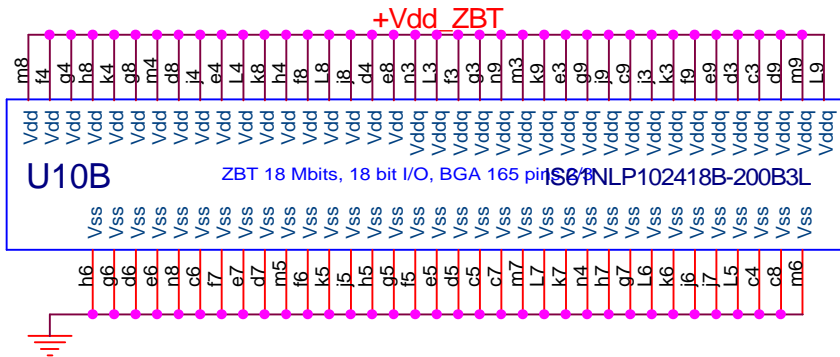 +Vdd_ZBT
m8 f4 g4 h8 k4 g8 m4 d8 j4 e4 L4 k8 h4 f8 L8 j8 d4 e8 n3 L3 f3 g3 n9 m3 k9 e3 g9 j9 c9 j3 k3 f9 e9 d3 c3 d9 m9 L9
Vdd Vdd Vdd Vdd Vdd Vdd Vdd Vdd Vdd Vdd Vdd Vdd Vdd Vdd Vdd Vdd Vdd Vdd Vddq Vddq Vddq Vddq Vddq Vddq Vddq Vddq Vddq Vddq Vddq Vddq Vddq Vddq Vddq Vddq Vddq Vddq Vddq Vddq
U10B
ZBT 18 Mbits, 18 bit I/O, BGA 165 pins 2/3
IS61NLP102418B-200B3L
Vss Vss Vss Vss Vss Vss Vss Vss Vss Vss Vss Vss Vss Vss Vss Vss Vss Vss Vss Vss Vss Vss Vss Vss Vss Vss Vss Vss Vss Vss Vss Vss Vss Vss
h6 g6 d6 e6 n8 c6 f7 e7 d7 m5 f6 k5 j5 h5 g5 f5 e5 d5 c5 c7 m7 L7 k7 n4 h7 g7 L6 k6 j6 j7 L5 c4 c8 m6